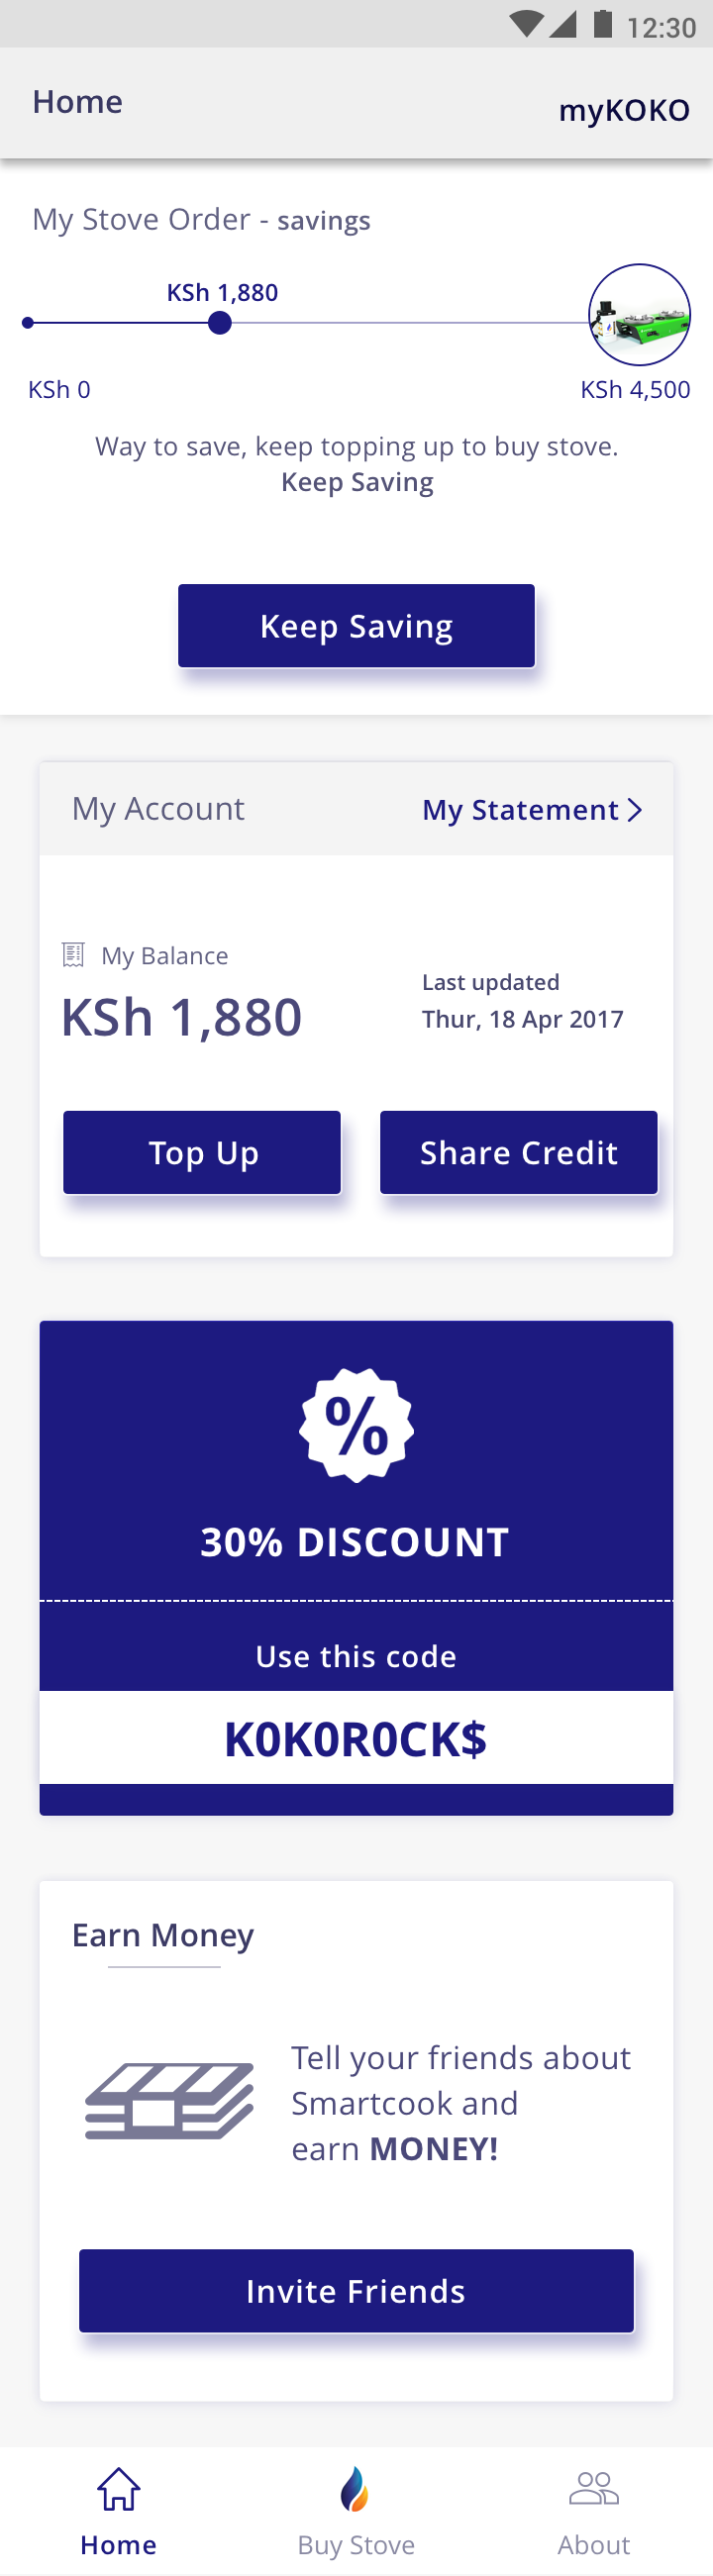 12:30
Home
myKOKO
My Stove Order - savings
KSh 1,880
KSh 0
KSh 4,500
Way to save, keep topping up to buy stove.
Keep Saving
Keep Saving
My Account
My Statement
My Balance
KSh 1,880
Last updated
Thur, 18 Apr 2017
Top Up
Share Credit
%
30% DISCOUNT
Use this code
K0K0R0CK$
Earn Money
Tell your friends about
Smartcook and
earn MONEY!
Invite Friends
Home
Buy Stove
About